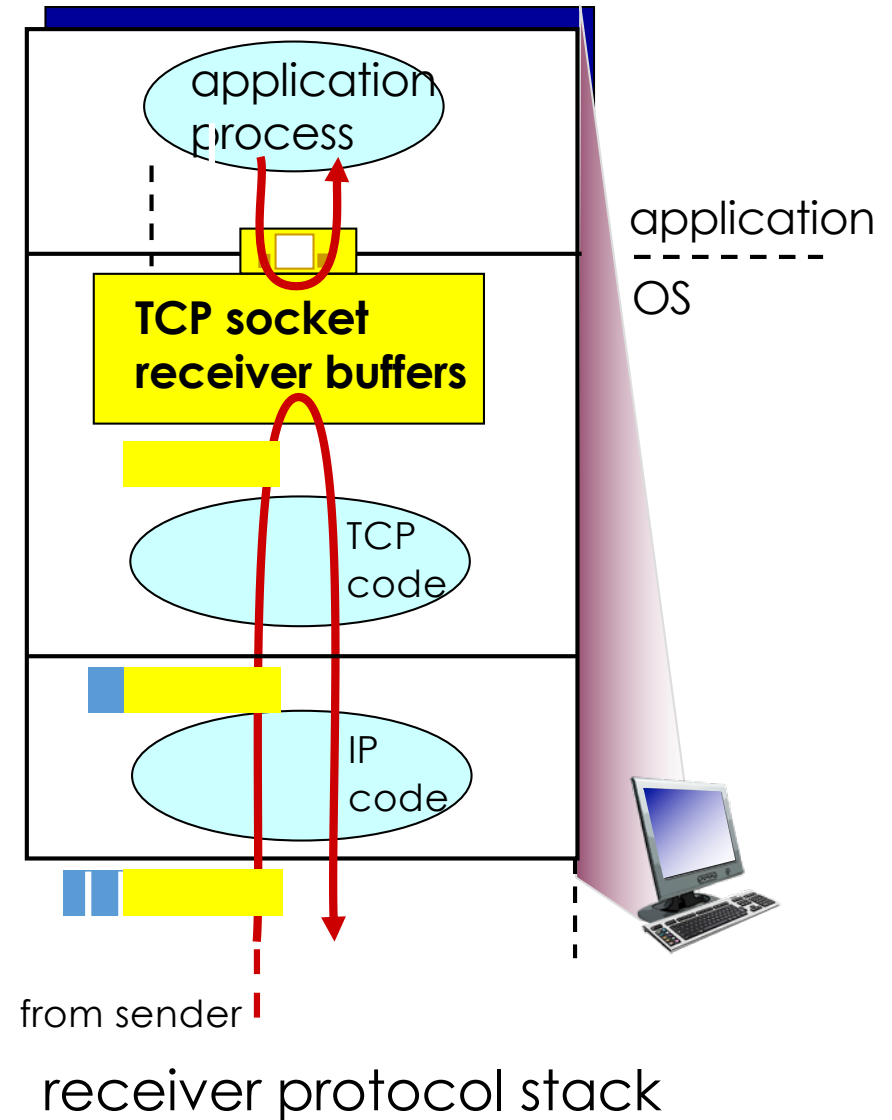 application
process
application
OS
TCP socket
receiver buffers
TCP
code
IP
code
from sender
receiver protocol stack